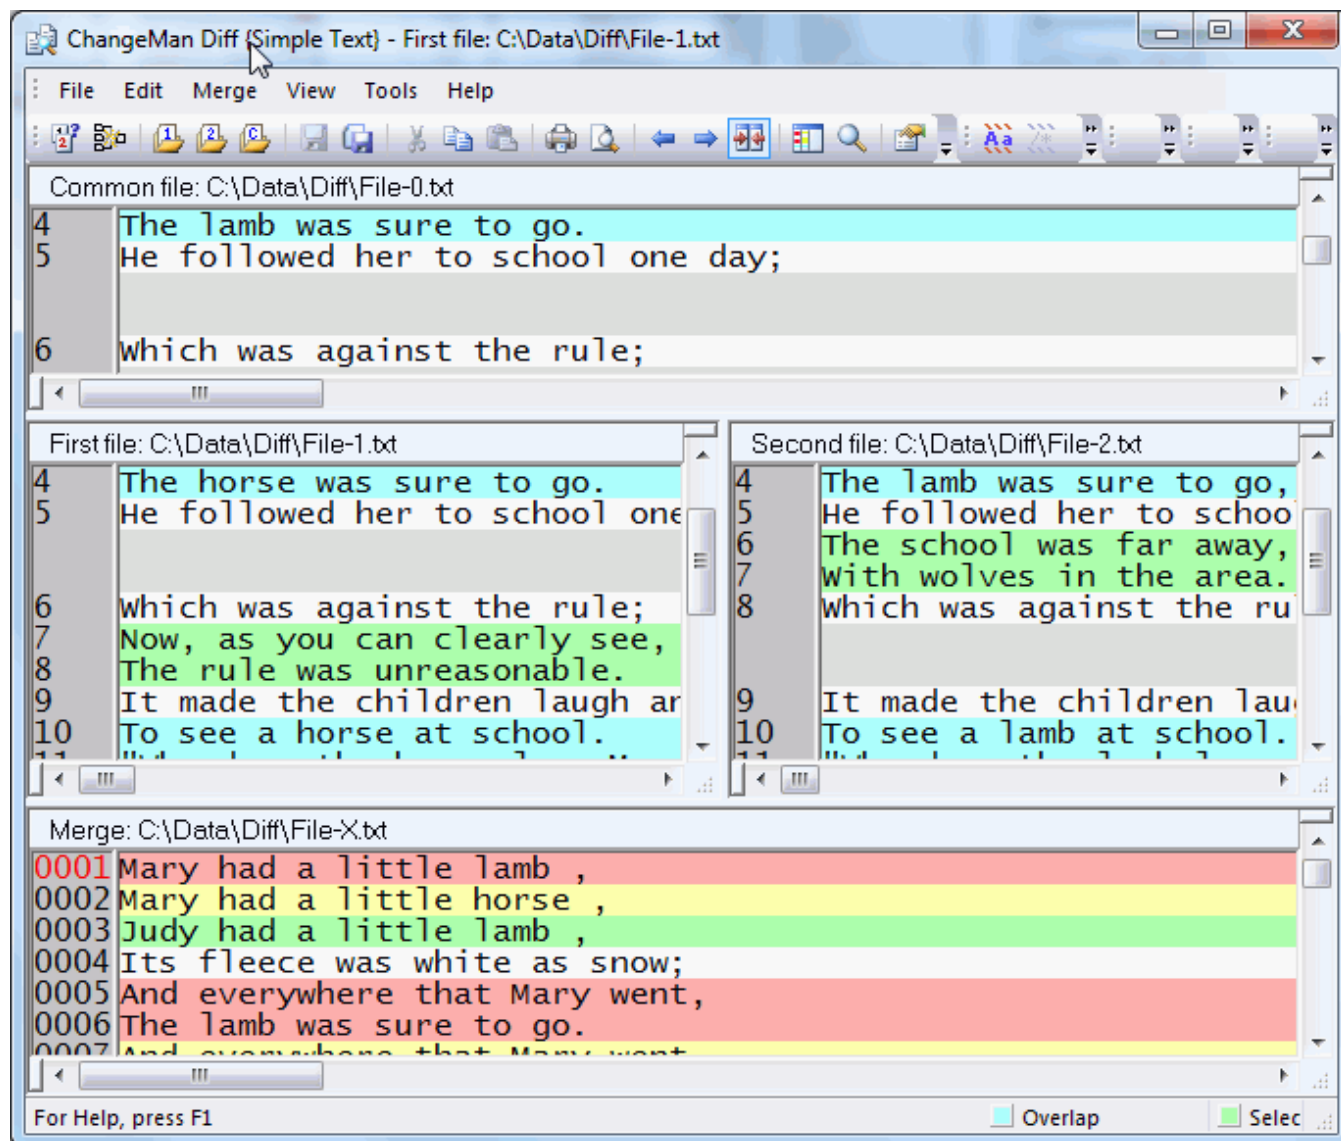 ChangeMan Diff {Simple Text} - First file: C:\Data\Diff\File-1.txt
File Edit Merge View Tools Help
Common file: C:\Data\Diff\File-0.txt
4 The lamb was sure to go.
5 He followed her to school one day;
6 Which was against the rule;
First file: C:\Data\Diff\File-1.txt
4 The horse was sure to go.
5 He followed her to school one
6 Which was against the rule;
7 Now, as you can clearly see,
8 The rule was unreasonable.
9 It made the children laugh an
10 To see a horse at school.
Second file: C:\Data\Diff\File-2.txt
4 The lamb was sure to go,
5 He followed her to schoo
6 The school was far away,
7 With wolves in the area.
8 Which was against the ru
9 It made the children lau
10 To see a lamb at school.
Merge: C:\Data\Diff\File-X.txt
0001 Mary had a little lamb ,
0002 Mary had a little horse ,
0003 Judy had a little lamb ,
0004 Its fleece was white as snow;
0005 And everywhere that Mary went,
0006 The lamb was sure to go.
0007 And everywhere that Mary went
For Help, press F1 Overlap Selec